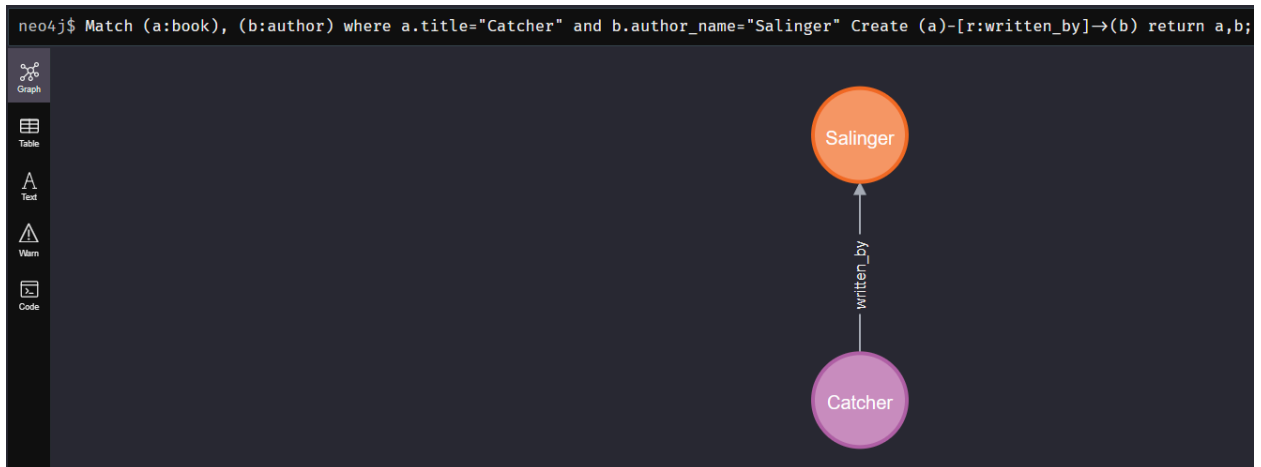 neo4j$ Match (a:book), (b:author) where a.title="Catcher" and b.author_name="Salinger" Create (a)-[r:written_by]→(b) return a,b;
Graph
Table
A
Text
Warn
Code
Salinger
written_by
Catcher